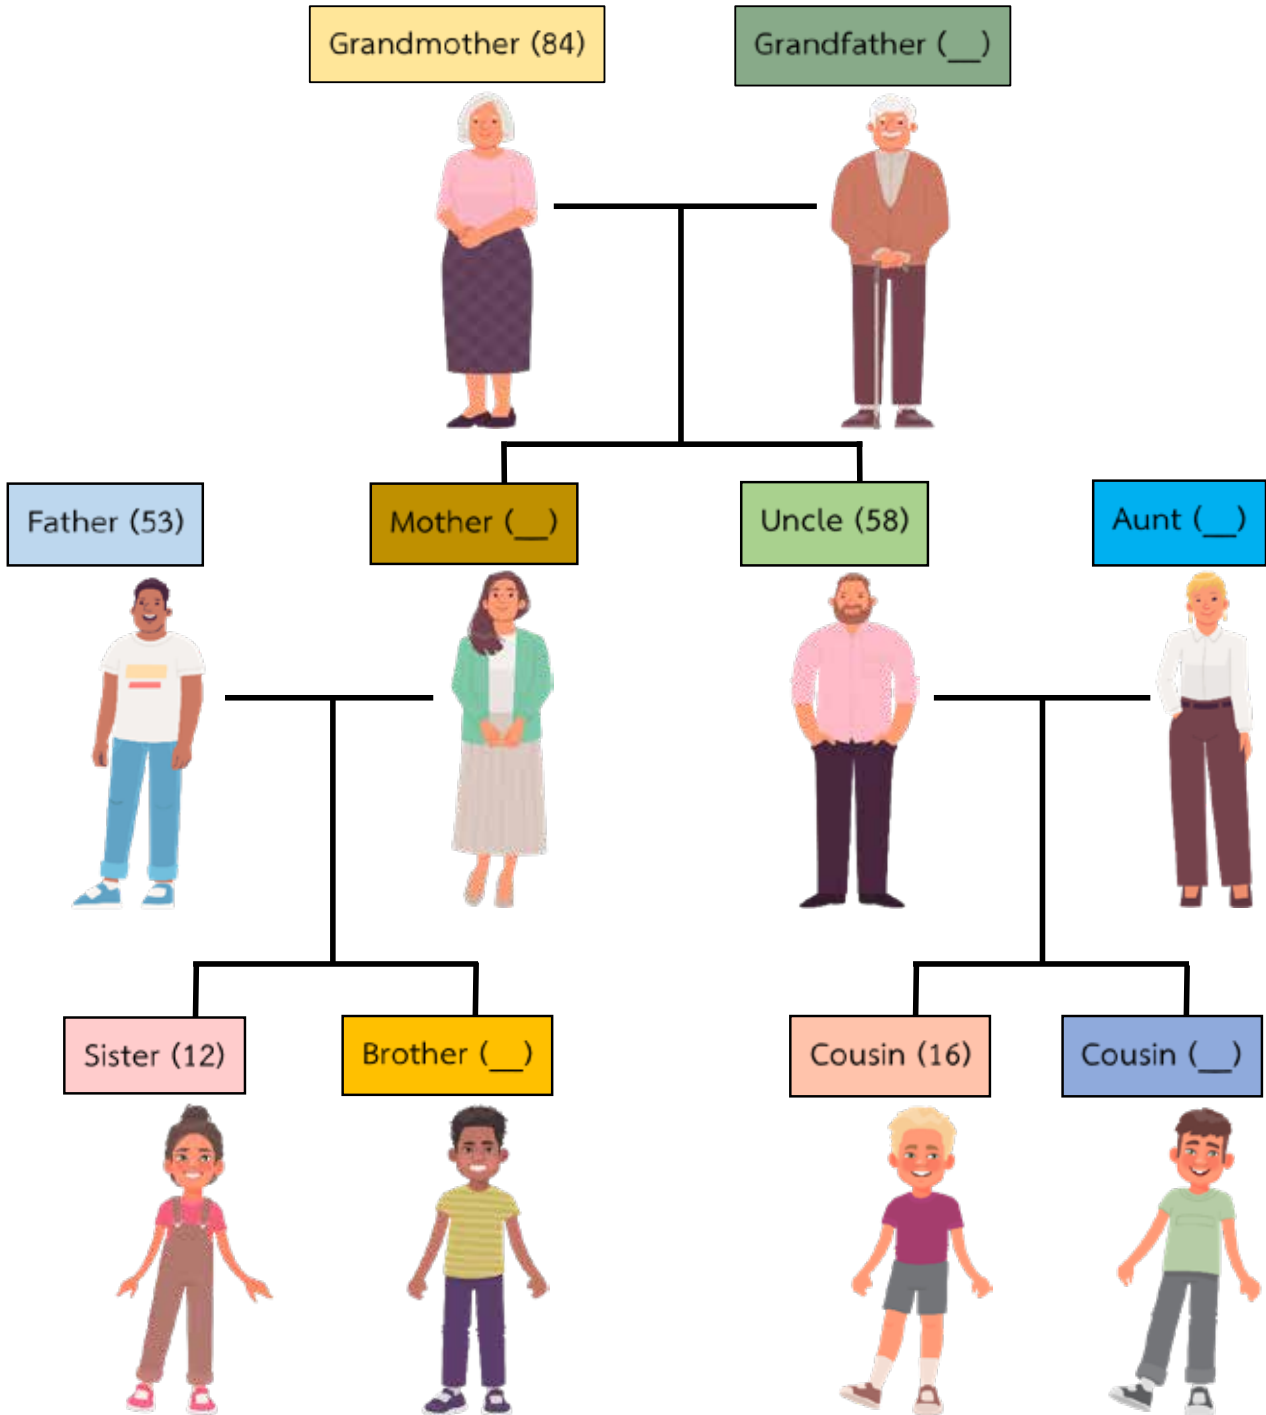 Grandmother (84)
Grandfather (__)
Father (53)
Mother (__)
Uncle (58)
Aunt (__)
Sister (12)
Brother (__)
Cousin (16)
Cousin (__)